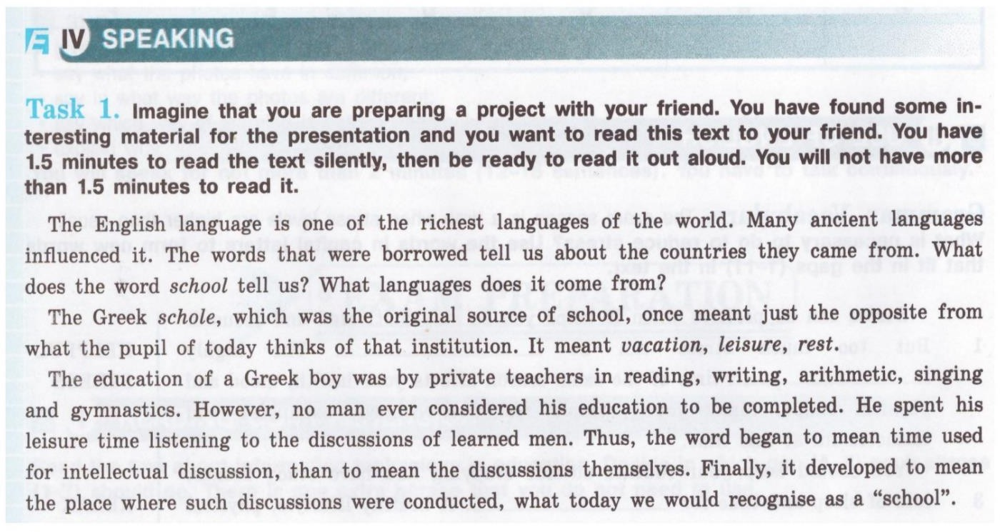 E IV SPEAKING
Task 1. Imagine that you are preparing a project with your friend. You have found some in-
teresting material for the presentation and you want to read this text to your friend. You have
1.5 minutes to read the text silently, then be ready to read it out aloud. You will not have more
than 1.5 minutes to read it.
The English language is one of the richest languages of the world. Many ancient languages
influenced it. The words that were borrowed tell us about the countries they came from. What
does the word school tell us? What languages does it come from?
The Greek schole, which was the original source of school, once meant just the opposite from
what the pupil of today thinks of that institution. It meant vacation, leisure, rest.
The education of a Greek boy was by private teachers in reading, writing, arithmetic, singing
and gymnastics. However, no man ever considered his education to be completed. He spent his
leisure time listening to the discussions of learned men. Thus, the word began to mean time used
for intellectual discussion, than to mean the discussions themselves. Finally, it developed to mean
the place where such discussions were conducted, what today we would recognise as a “school”.